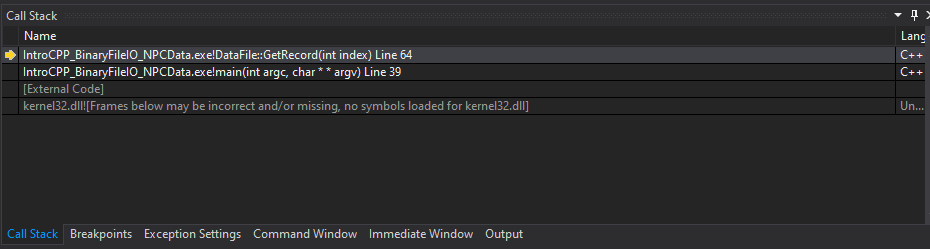 Call Stack
Name Lang
IntroCPP_BinaryFileIO_NPCData.exe!DataFile::GetRecord(int index) Line 64 C++
IntroCPP_BinaryFileIO_NPCData.exe!main(int argc, char * * argv) Line 39 C++
[External Code]
kernel32.dll![Frames below may be incorrect and/or missing, no symbols loaded for kernel32.dll] Un...
Call Stack Breakpoints Exception Settings Command Window Immediate Window Output